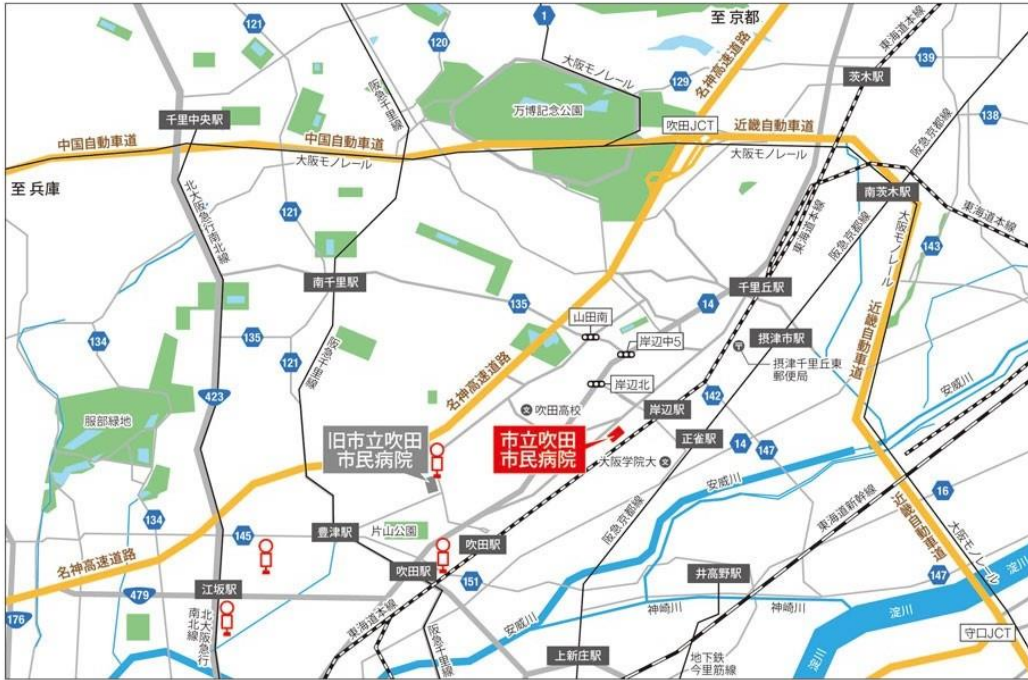 至 京都
121
120
1
129
139
138
大阪モノレール
東海道本線
名神高速道路
阪急千里線
茨木駅
阪急京都線
万博記念公園
吹田JCT
近畿自動車道
千里中央駅
中国自動車道
中国自動車道
大阪モノレール
大阪モノレール
至 兵庫
南茨木駅
北大阪急行南北線
東海道本線
東海道本線
阪急京都線
大阪モノレール
121
143
南千里駅
千里丘駅
135
14
山田南
岸辺中5
摂津市駅
近畿自動車道
134
135
121
阪急千里線
名神高速道路
摂津千里丘東
郵便局
岸辺北
安威川
423
142
服部緑地
吹田高校
岸辺駅
旧市立吹田
市民病院
市立吹田
市民病院
正雀駅
14
147
大阪学院大
安威川
東海道新幹線
16
134
145
豊津駅
片山公園
阪急京都線
近畿自動車道
大阪モノレール
名神高速道路
吹田駅
吹田駅
151
井高野駅
147
江坂駅
479
176
神崎川
神崎川
淀川
安威川
北大阪急行
南北線
東海道本線
阪急千里線
守口JCT
上新庄駅
地下鉄
今里筋線
淀川